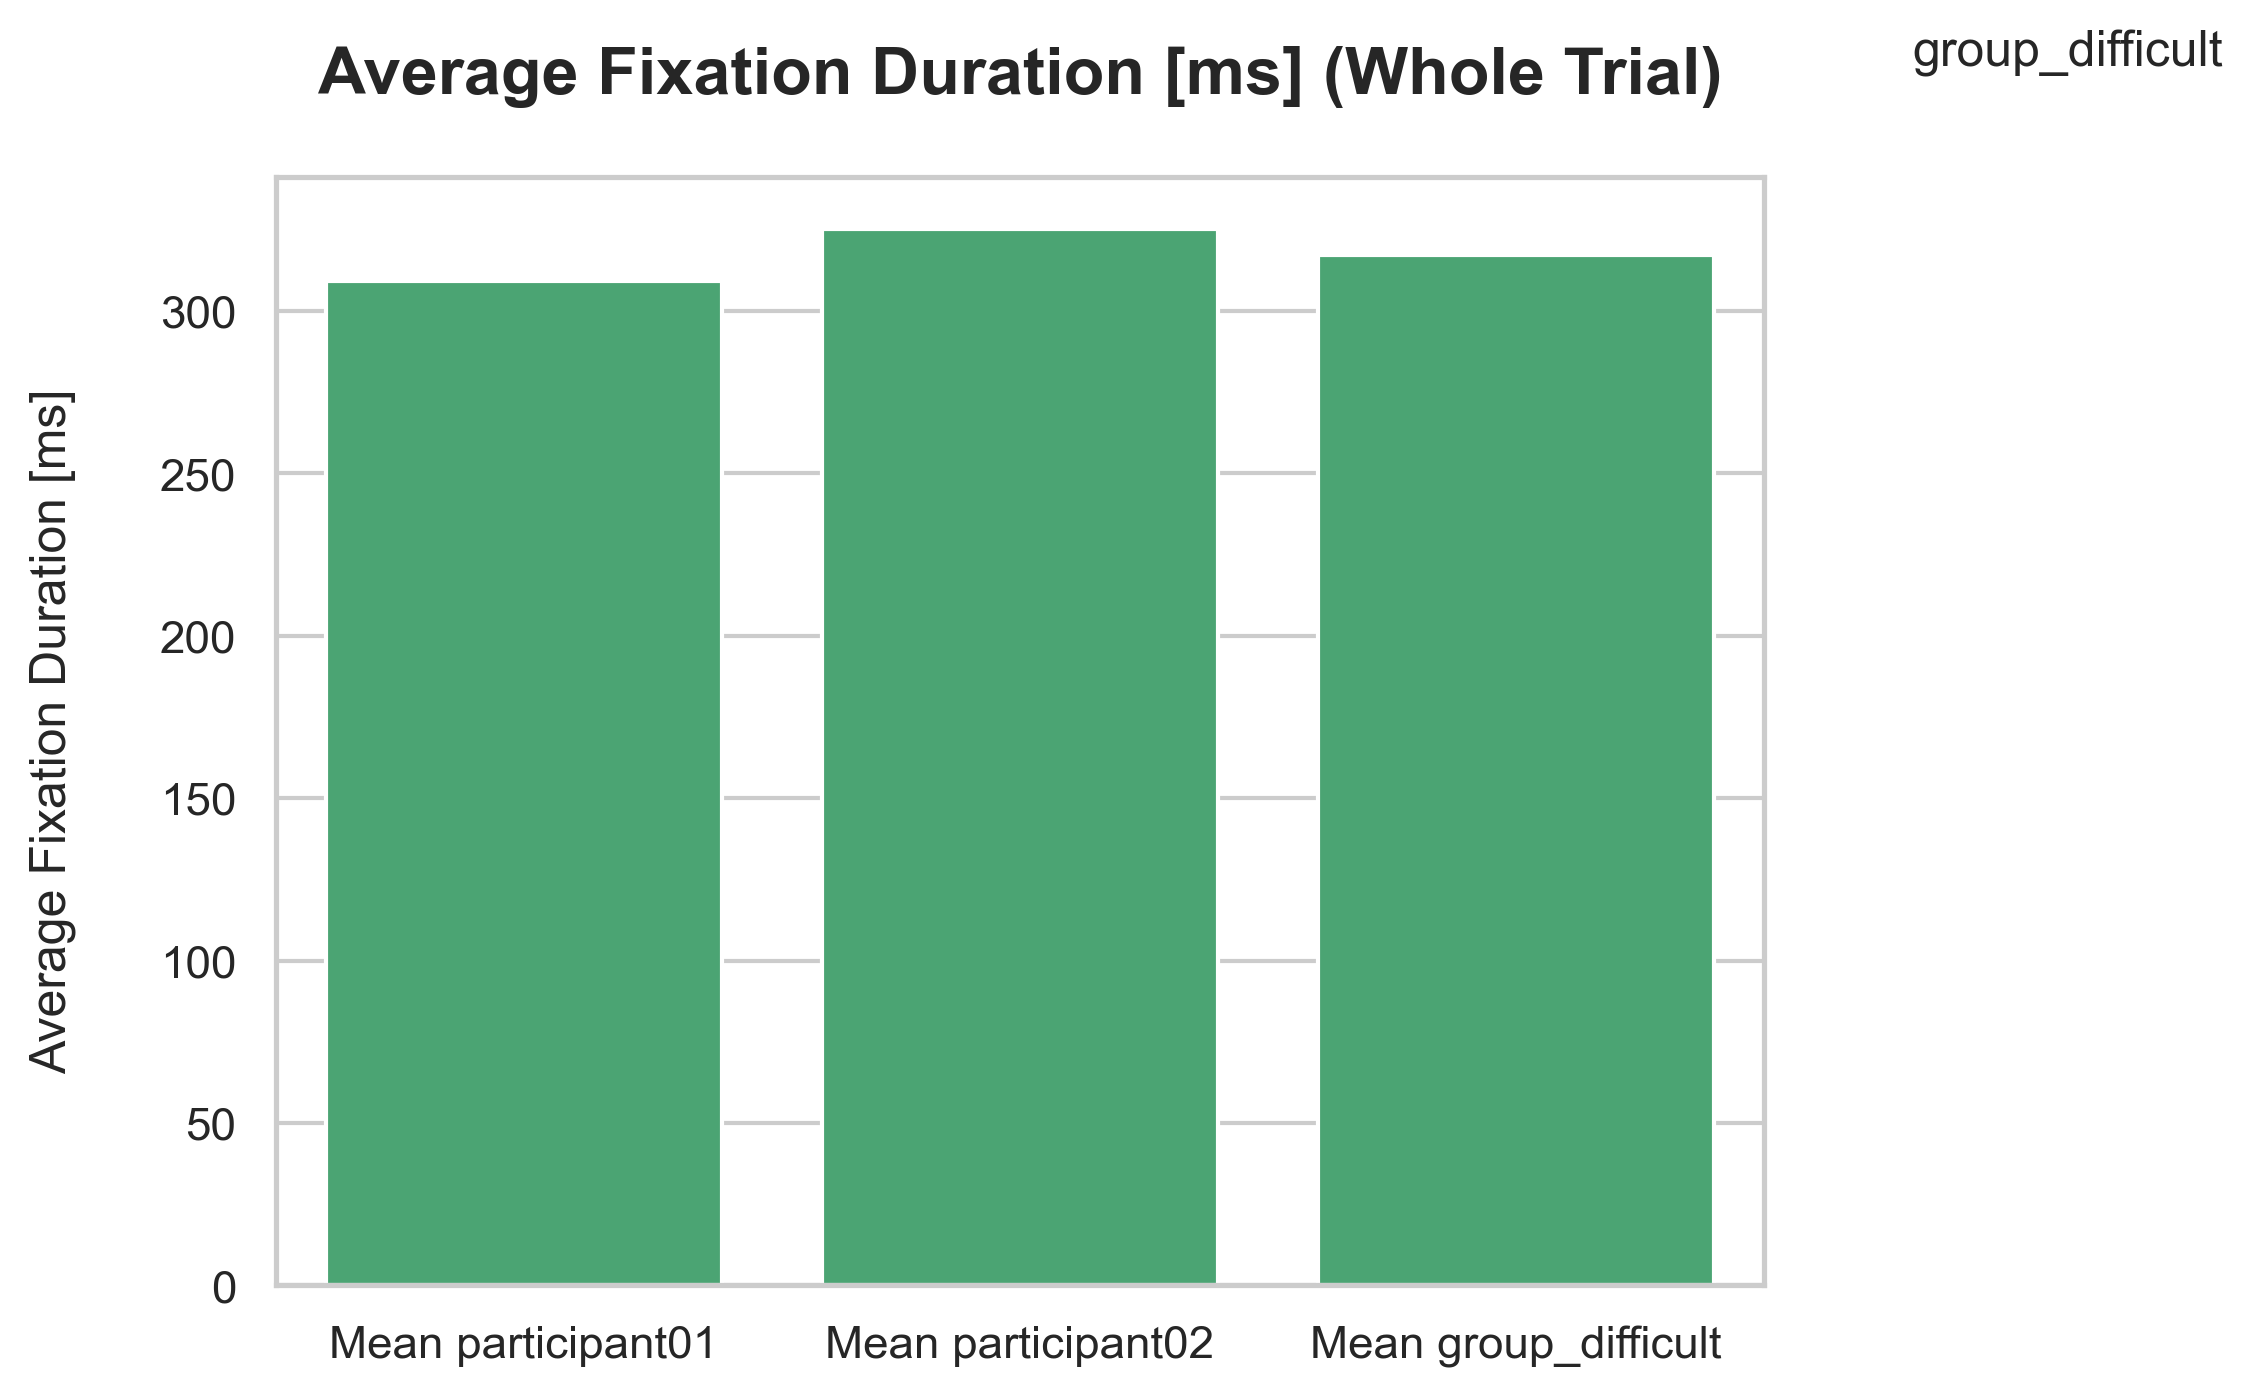 Average Fixation Duration [ms] (Whole Trial)
group_difficult
Average Fixation Duration [ms]
300
250
200
150
100
50
0
Mean participant01
Mean participant02
Mean group_difficult